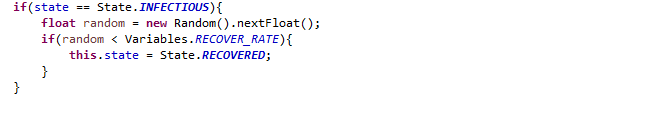 if(state == State.INFECTIOUS){
    float random = new Random().nextFloat();
    if(random < Variables.RECOVER_RATE){
        this.state = State.RECOVERED;
    }
}